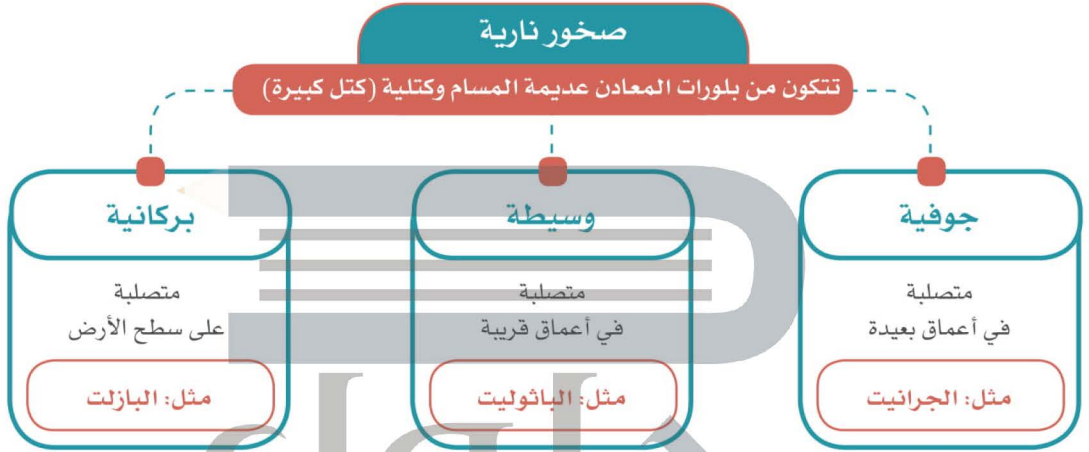 صخور نارية
تتكون من بلورات المعادن عديمة المسام وكتلية (كتل كبيرة)
جوفية
متصلبة
في أعماق بعيدة
مثل: الجرانيت
وسيطة
متصلبة
في أعماق قريبة
مثل: الباثوليت
بركانية
متصلبة
على سطح الأرض
مثل: البازلت